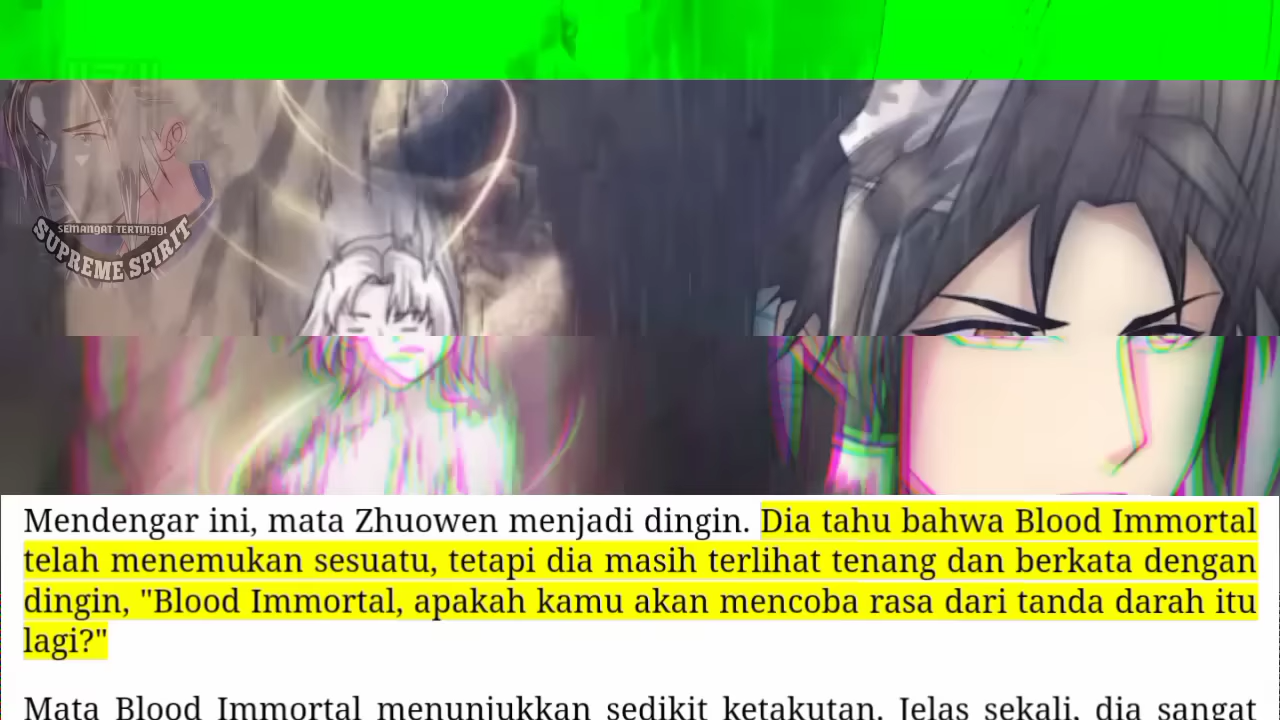 SEMANGAT TERTINGGI
SUPREME SPIRIT
Mendengar ini, mata Zhuowen menjadi dingin. Dia tahu bahwa Blood Immortal
telah menemukan sesuatu, tetapi dia masih terlihat tenang dan berkata dengan
dingin, "Blood Immortal, apakah kamu akan mencoba rasa dari tanda darah itu
lagi?"
Mata Blood Immortal menunjukkan sedikit ketakutan. Jelas sekali, dia sangat